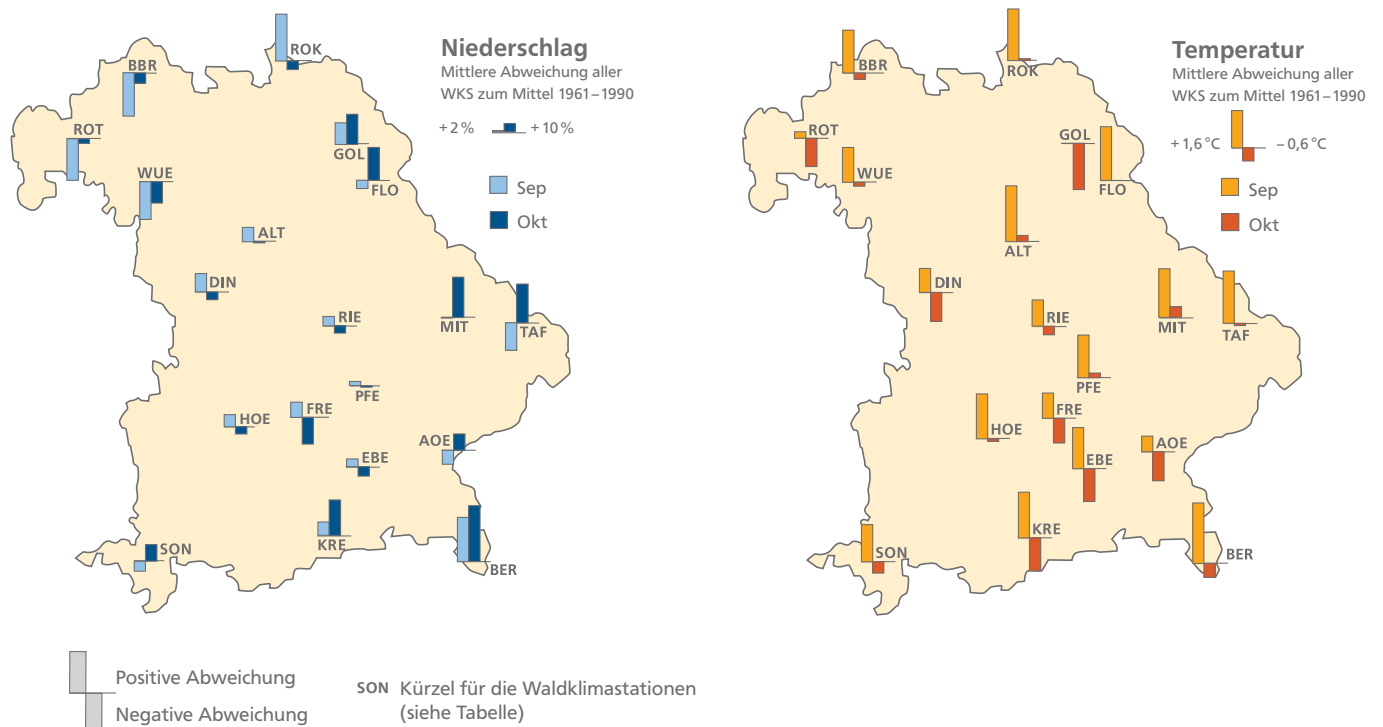 Niederschlag
Mittlere Abweichung aller
WKS zum Mittel 1961–1990
+2% +10%
Sep
Okt
ROK
BBR
ROT
WUE
GOL
FLO
ALT
DIN
RIE
MIT
TAF
PFE
HOE
FRE
AOE
EBE
KRE
SON
BER
Temperatur
Mittlere Abweichung aller
WKS zum Mittel 1961–1990
+1,6°C –0,6°C
Sep
Okt
BBR
ROK
ROT
GOL
WUE
FLO
ALT
DIN
RIE
MIT
TAF
PFE
HOE
FRE
EBE
AOE
KRE
SON
BER
Positive Abweichung
Negative Abweichung
SON Kürzel für die Waldklimastationen
(siehe Tabelle)